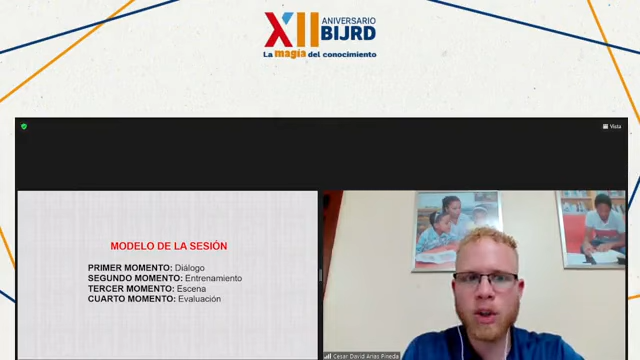 XII ANIVERSARIO
BIJRD
La magia del conocimiento
Vista
MODELO DE LA SESIÓN
PRIMER MOMENTO: Diálogo
SEGUNDO MOMENTO: Entrenamiento
TERCER MOMENTO: Escena
CUARTO MOMENTO: Evaluación
Cesar David Arias Pineda